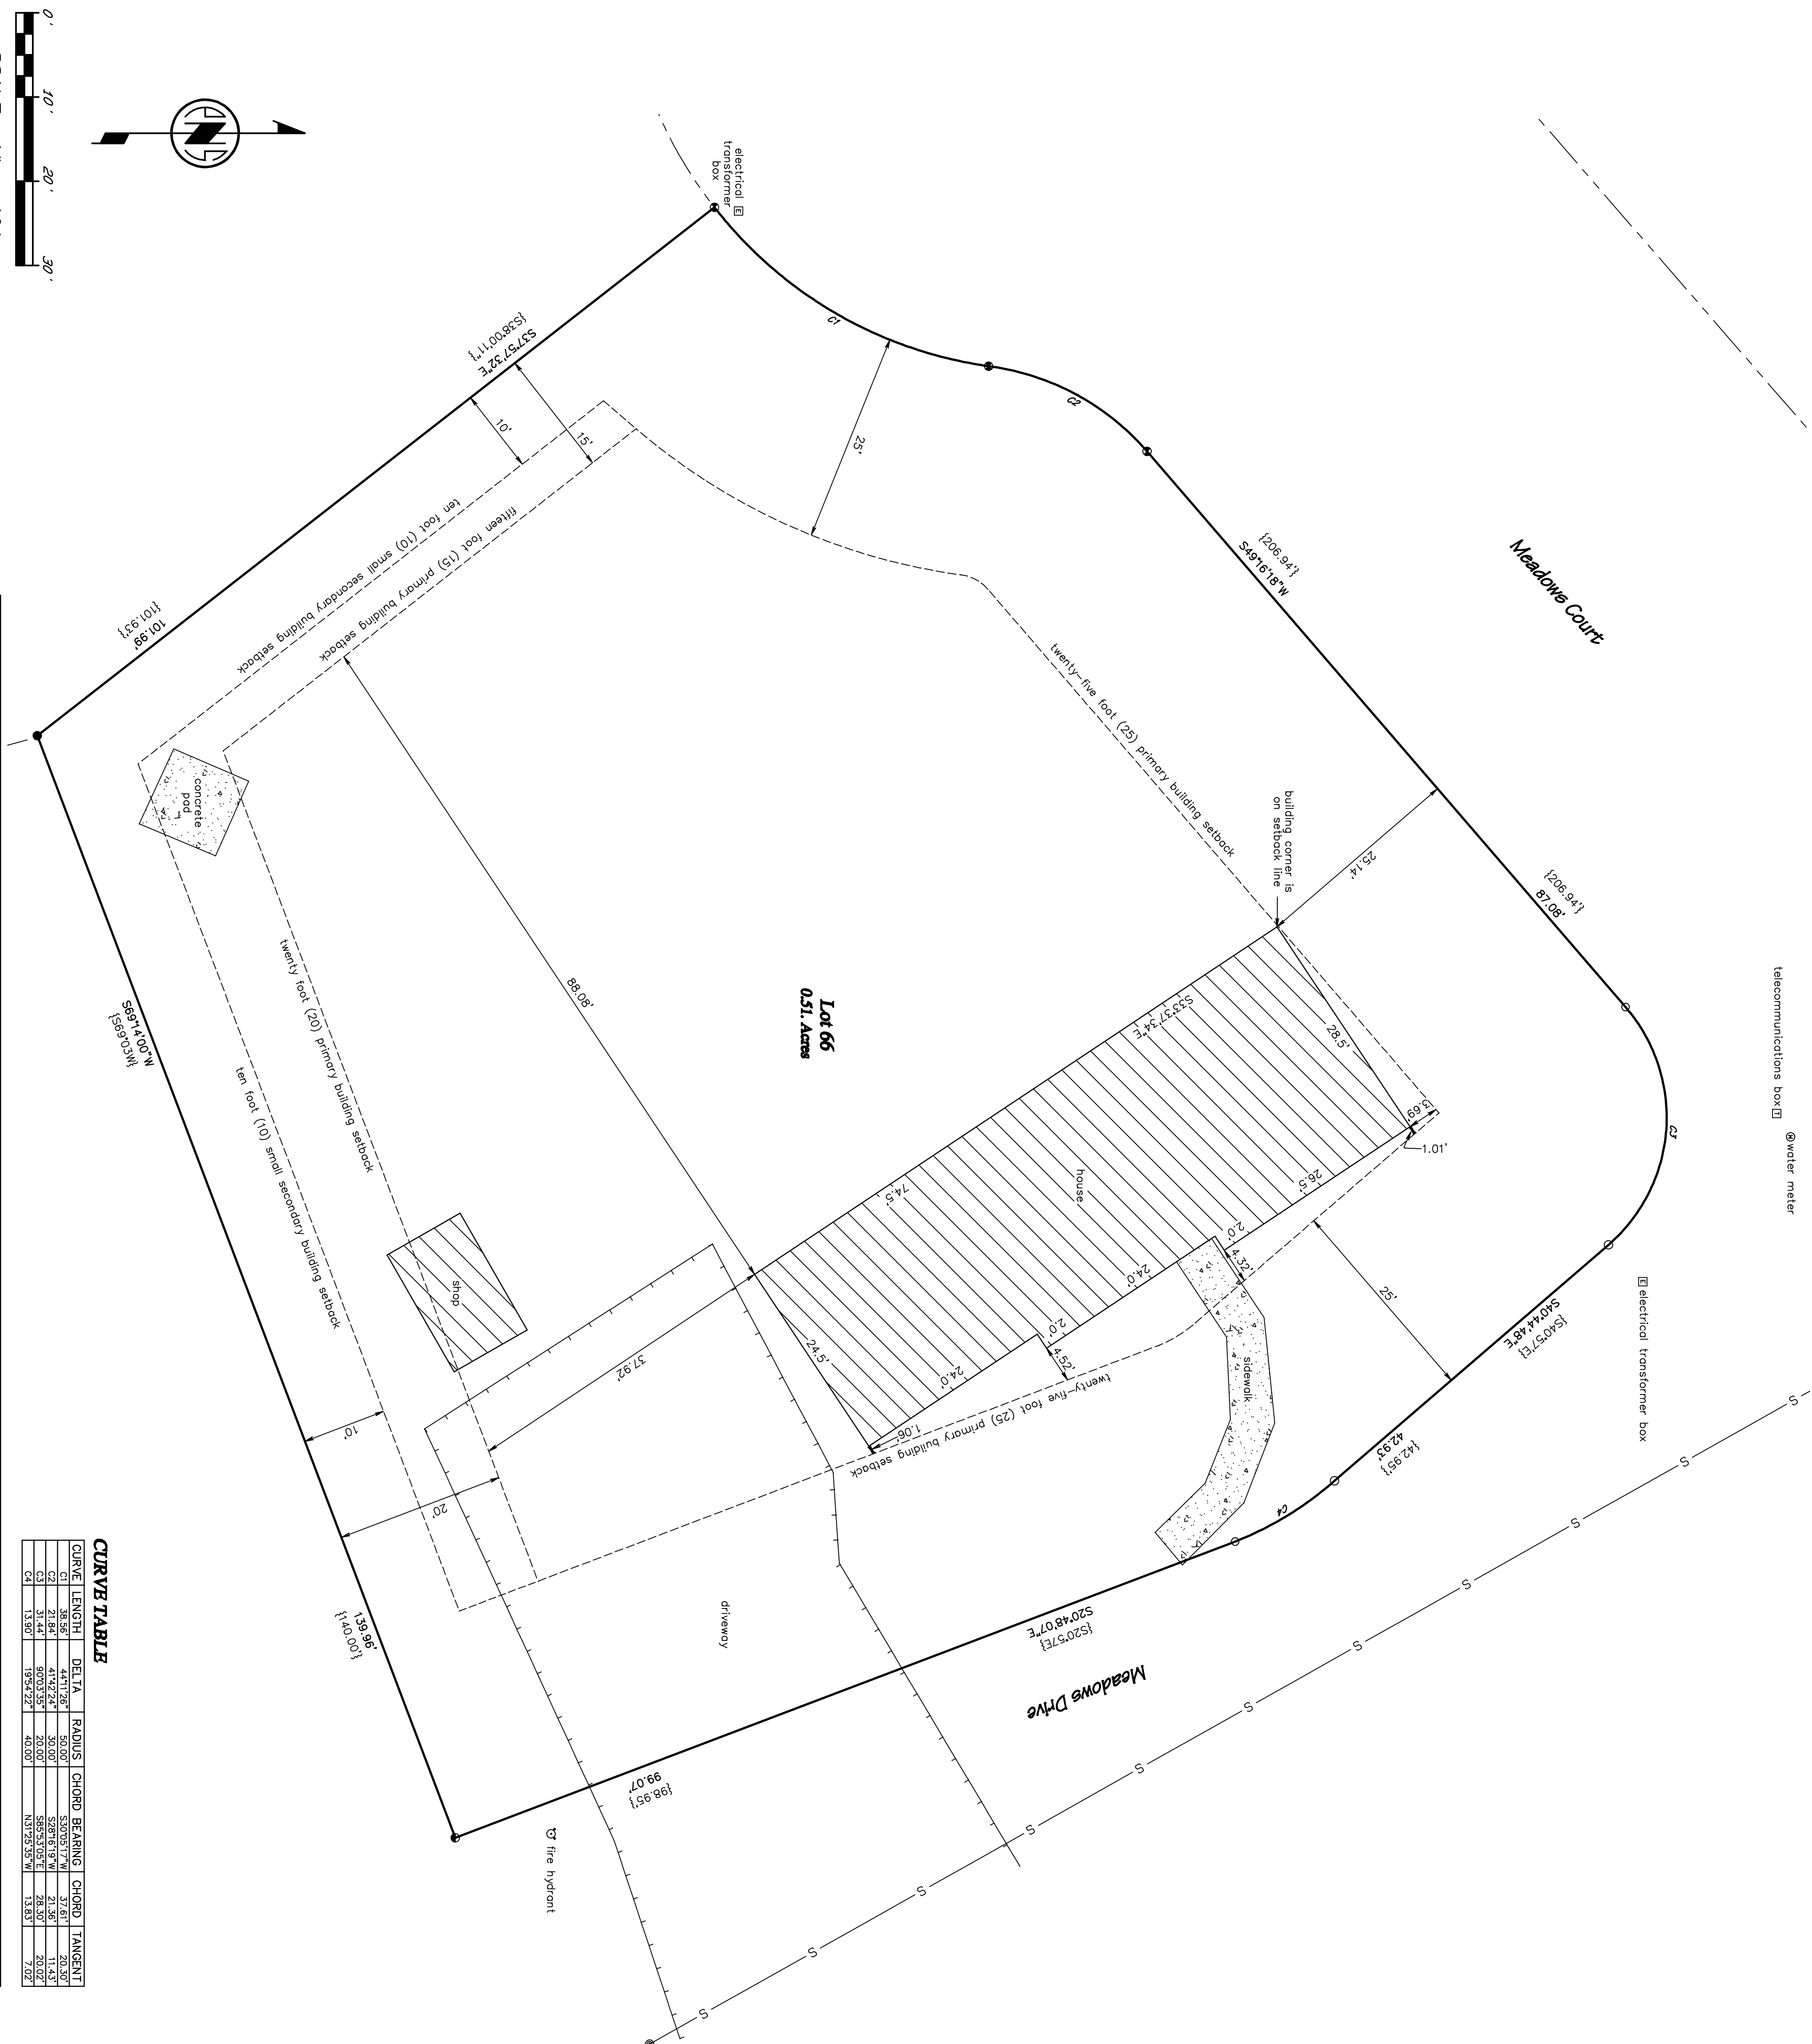 0'
10'
20'
30'
N
electrical
transformer
box
E
C1
C2
25'
S37°57'32"E
{S38°00'11"}
10'
15'
ten foot (10) small secondary building setback
fifteen foot (15) primary building setback
101.99'
{101.93'}
{206.94'}
S49°16'18"W
Meadows Court
twenty-five foot (25) primary building setback
building corner is
on setback line
25.14'
{206.94'}
87.08'
telecommunications box T
W water meter
C3
concrete
pad
88.08'
Lot 66
0.51. Acres
S33°37'34"E
28.5'
3.69'
1.01'
house
74.5'
26.5'
2.0'
4.32'
24.0'
2.0'
4.52'
24.0'
24.5'
1.06'
25'
{S40°57'E}
S40°44'48"E
E electrical transformer box
{42.95'}
42.93'
C4
sidewalk
twenty-five foot (25) primary building setback
twenty foot (20) primary building setback
ten foot (10) small secondary building setback
S69°14'00"W
{S69°03W}
shop
37.92'
10'
20'
139.96'
{140.00'}
driveway
{S20°57E}
S20°48'07"E
Meadows Drive
{98.95'}
99.07'
fire hydrant
S
S
S
S
S
S
S
S
S
S
S
CURVE TABLE
CURVE LENGTH DELTA RADIUS CHORD BEARING CHORD TANGENT
C1 38.56' 44°11'26" 50.00' S30°05'17"W 37.61' 20.30'
C2 21.84' 41°42'24" 30.00' S28°16'19"W 21.36' 11.43'
C3 31.44' 90°03'35" 20.00' S85°53'05"E 28.30' 20.02'
C4 13.90' 19°54'22" 40.00' N31°25'35"W 13.83' 7.02'